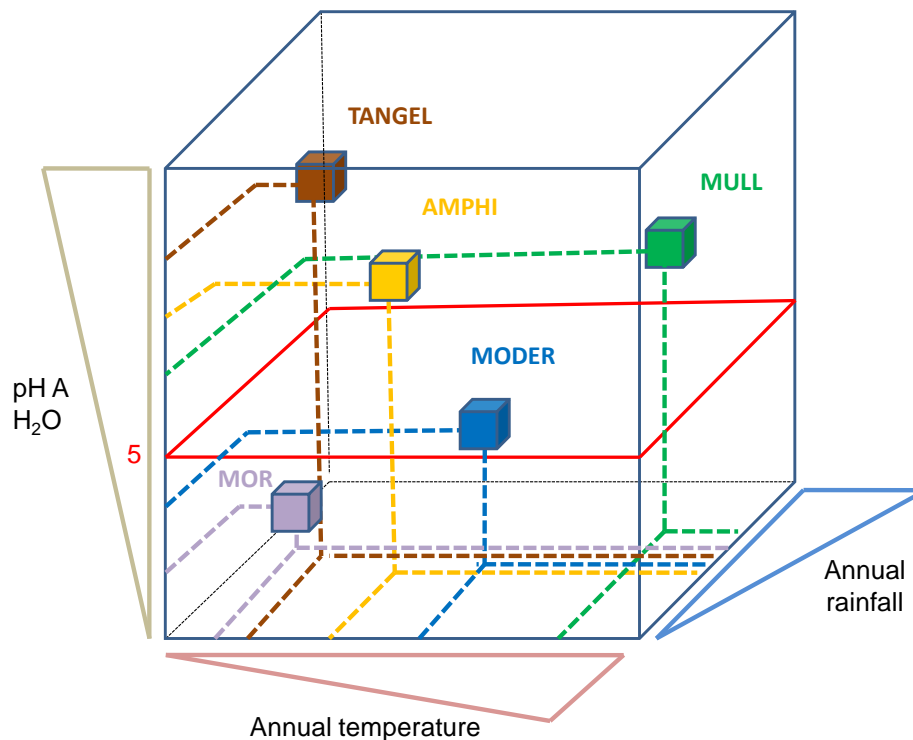 TANGEL
MULL
AMPHI
MODER
pH A
H₂O
5
MOR
Annual
rainfall
Annual temperature